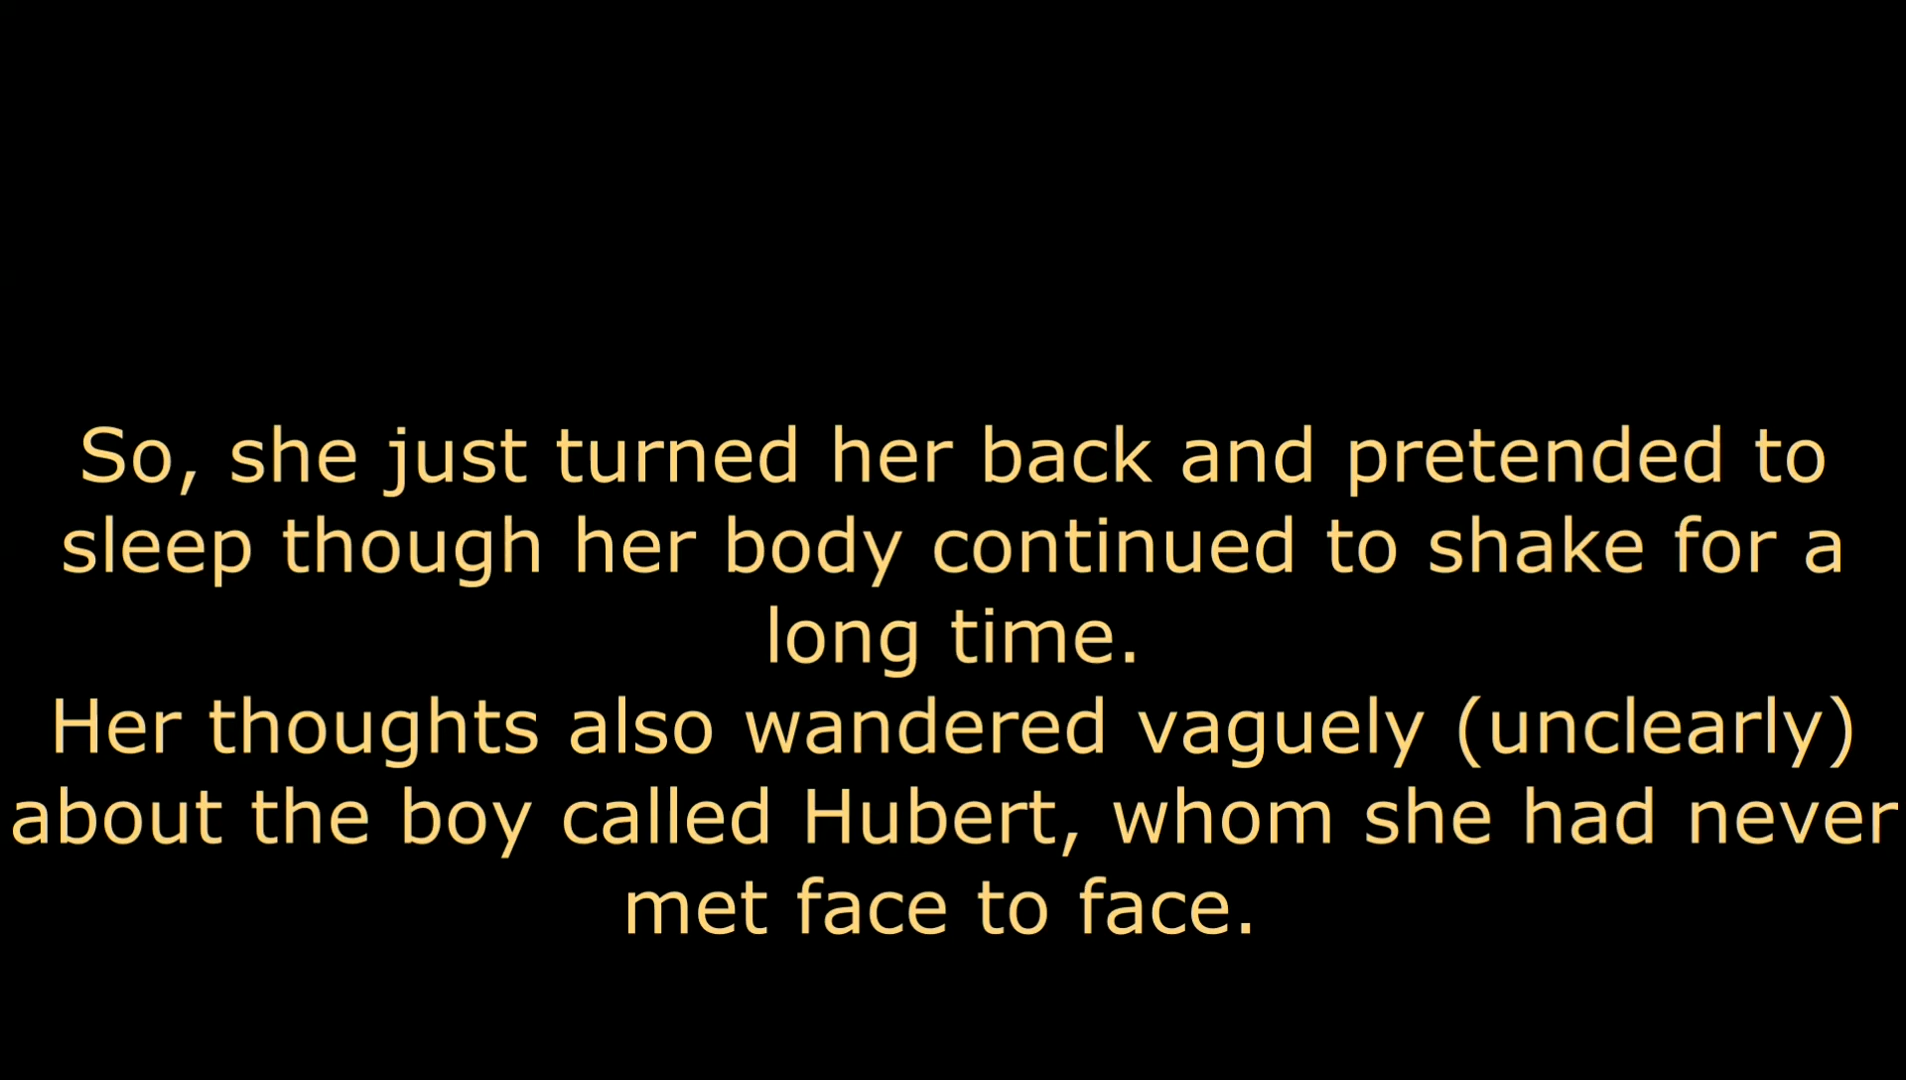 So, she just turned her back and pretended to
sleep though her body continued to shake for a
long time.
Her thoughts also wandered vaguely (unclearly)
about the boy called Hubert, whom she had never
met face to face.